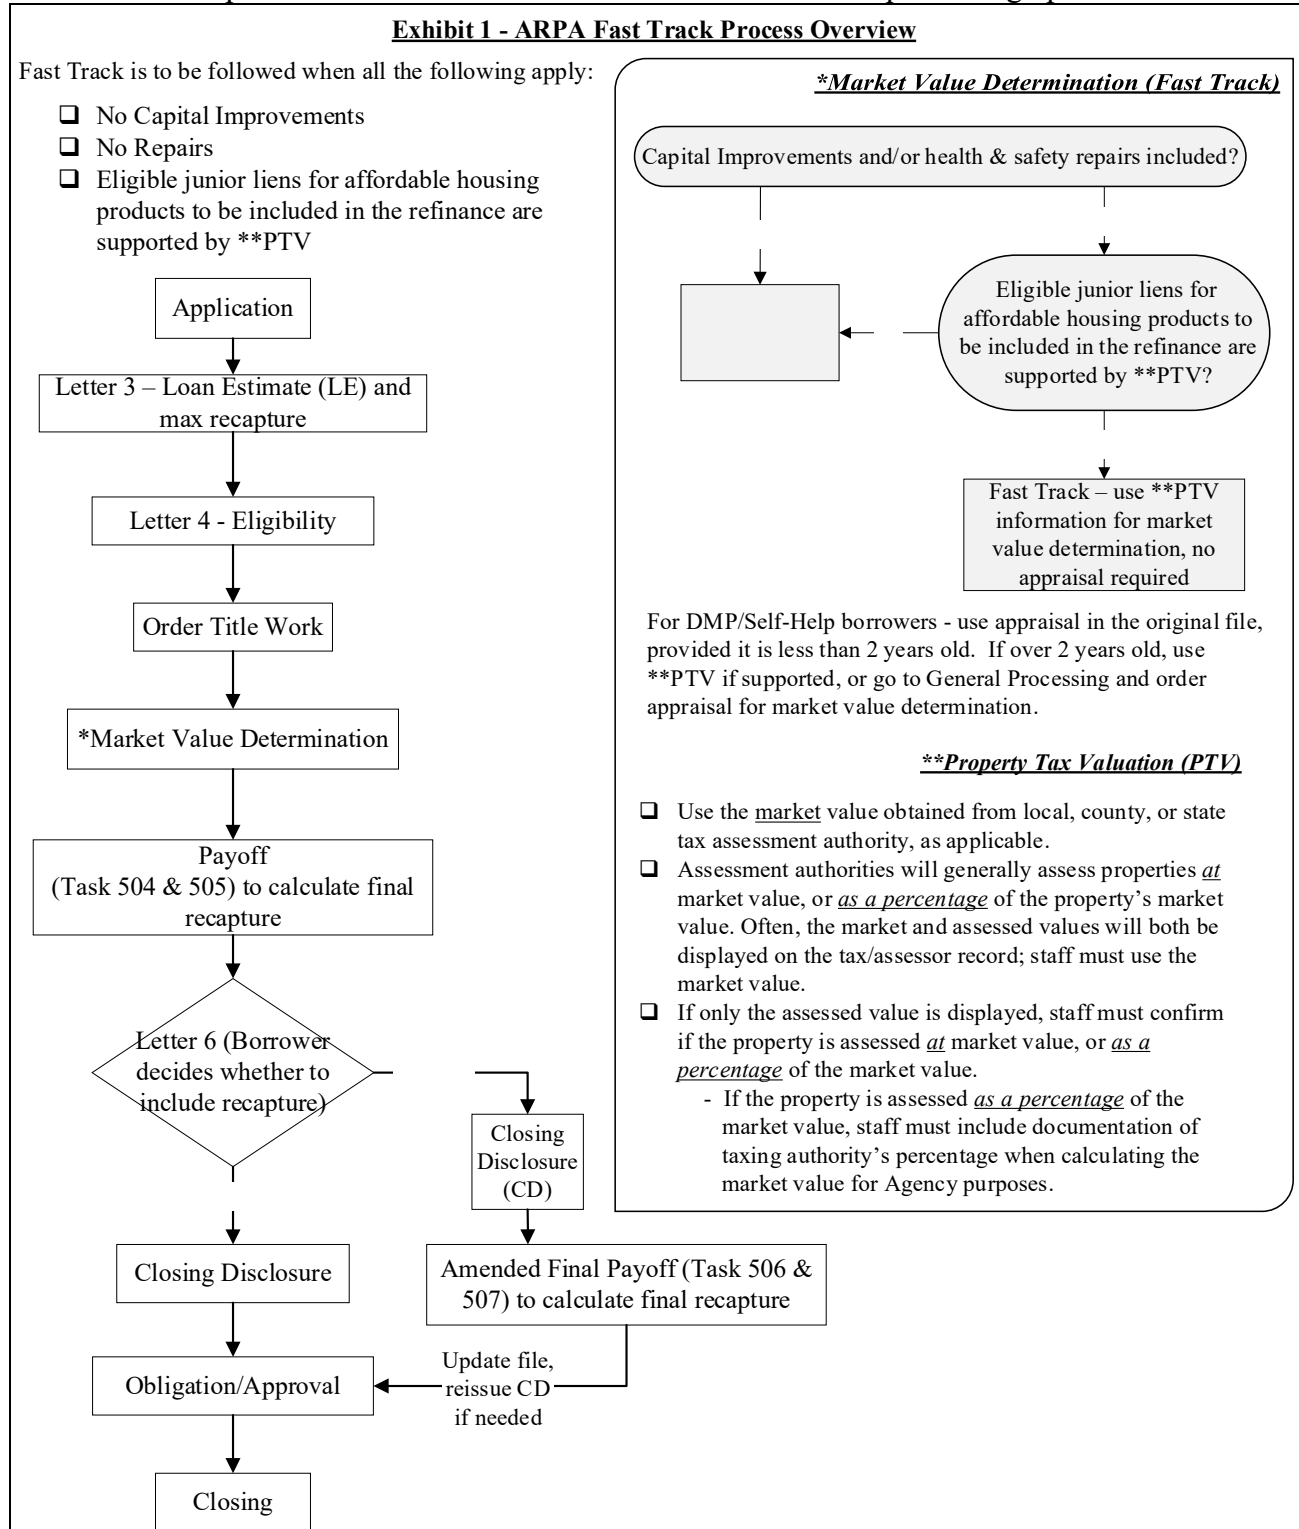 Exhibit 1 - ARPA Fast Track Process Overview
Fast Track is to be followed when all the following apply:
❑ No Capital Improvements
❑ No Repairs
❑ Eligible junior liens for affordable housing
products to be included in the refinance are
supported by **PTV
Application
Letter 3 – Loan Estimate (LE) and
max recapture
Letter 4 - Eligibility
Order Title Work
*Market Value Determination
Payoff
(Task 504 & 505) to calculate final
recapture
Letter 6 (Borrower
decides whether to
include recapture)
Closing
Disclosure
(CD)
Closing Disclosure
Amended Final Payoff (Task 506 &
507) to calculate final recapture
Update file,
reissue CD
if needed
Obligation/Approval
Closing
*Market Value Determination (Fast Track)
Capital Improvements and/or health & safety repairs included?
Eligible junior liens for
affordable housing products to
be included in the refinance are
supported by **PTV?
Fast Track – use **PTV
information for market
value determination, no
appraisal required
For DMP/Self-Help borrowers - use appraisal in the original file,
provided it is less than 2 years old. If over 2 years old, use
**PTV if supported, or go to General Processing and order
appraisal for market value determination.
**Property Tax Valuation (PTV)
❑ Use the market value obtained from local, county, or state
tax assessment authority, as applicable.
❑ Assessment authorities will generally assess properties at
market value, or as a percentage of the property's market
value. Often, the market and assessed values will both be
displayed on the tax/assessor record; staff must use the
market value.
❑ If only the assessed value is displayed, staff must confirm
if the property is assessed at market value, or as a
percentage of the market value.
- If the property is assessed as a percentage of the
market value, staff must include documentation of
taxing authority's percentage when calculating the
market value for Agency purposes.